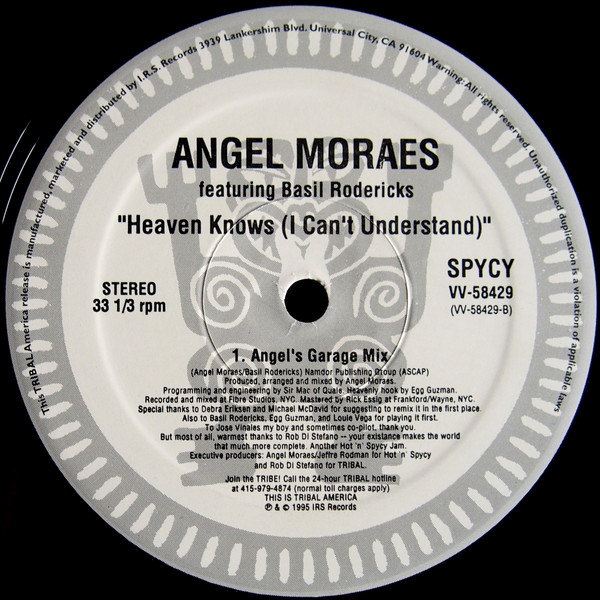 This TRIBAL America release is manufactured, marketed and distributed by I.R.S. Records 3939 Lankershim Blvd. Universal City, CA 91604 Warning: All rights reserved. Unauthorized duplication is a violation of applicable laws
ANGEL MORAES
featuring Basil Rodericks
"Heaven Knows (I Can't Understand)"
STEREO
33 1/3 rpm
SPYCY
VV-58429
(VV-58429-B)
1. Angel's Garage Mix
(Angel Moraes/Basil Rodericks) Namdor Publishing Group (ASCAP)
Produced, arranged and mixed by Angel Moraes.
Programming and engineering by Sir Mac of Quale. Heavenly hook by Egg Guzman.
Recorded and mixed at Fibre Studios, NYC. Mastered by Rick Essig at Frankford/Wayne, NYC.
Special thanks to Debra Eriksen and Michael McDavid for suggesting to remix it in the first place.
Also to Basil Rodericks, Egg Guzman, and Louie Vega for playing it first.
To Jose Vinales my boy and sometimes co-pilot, thank you.
But most of all, warmest thanks to Rob Di Stefano -- your existance makes the world
that much more complete. Another Hot 'n' Spycy Jam.
Executive producers: Angel Moraes/Jeffre Rodman for Hot 'n' Spycy
and Rob Di Stefano for TRIBAL.
Join the TRIBE! Call the 24-hour TRIBAL hotline
at 415-979-4874 (normal toll charges apply)
THIS IS TRIBAL AMERICA
℗ & © 1995 IRS Records